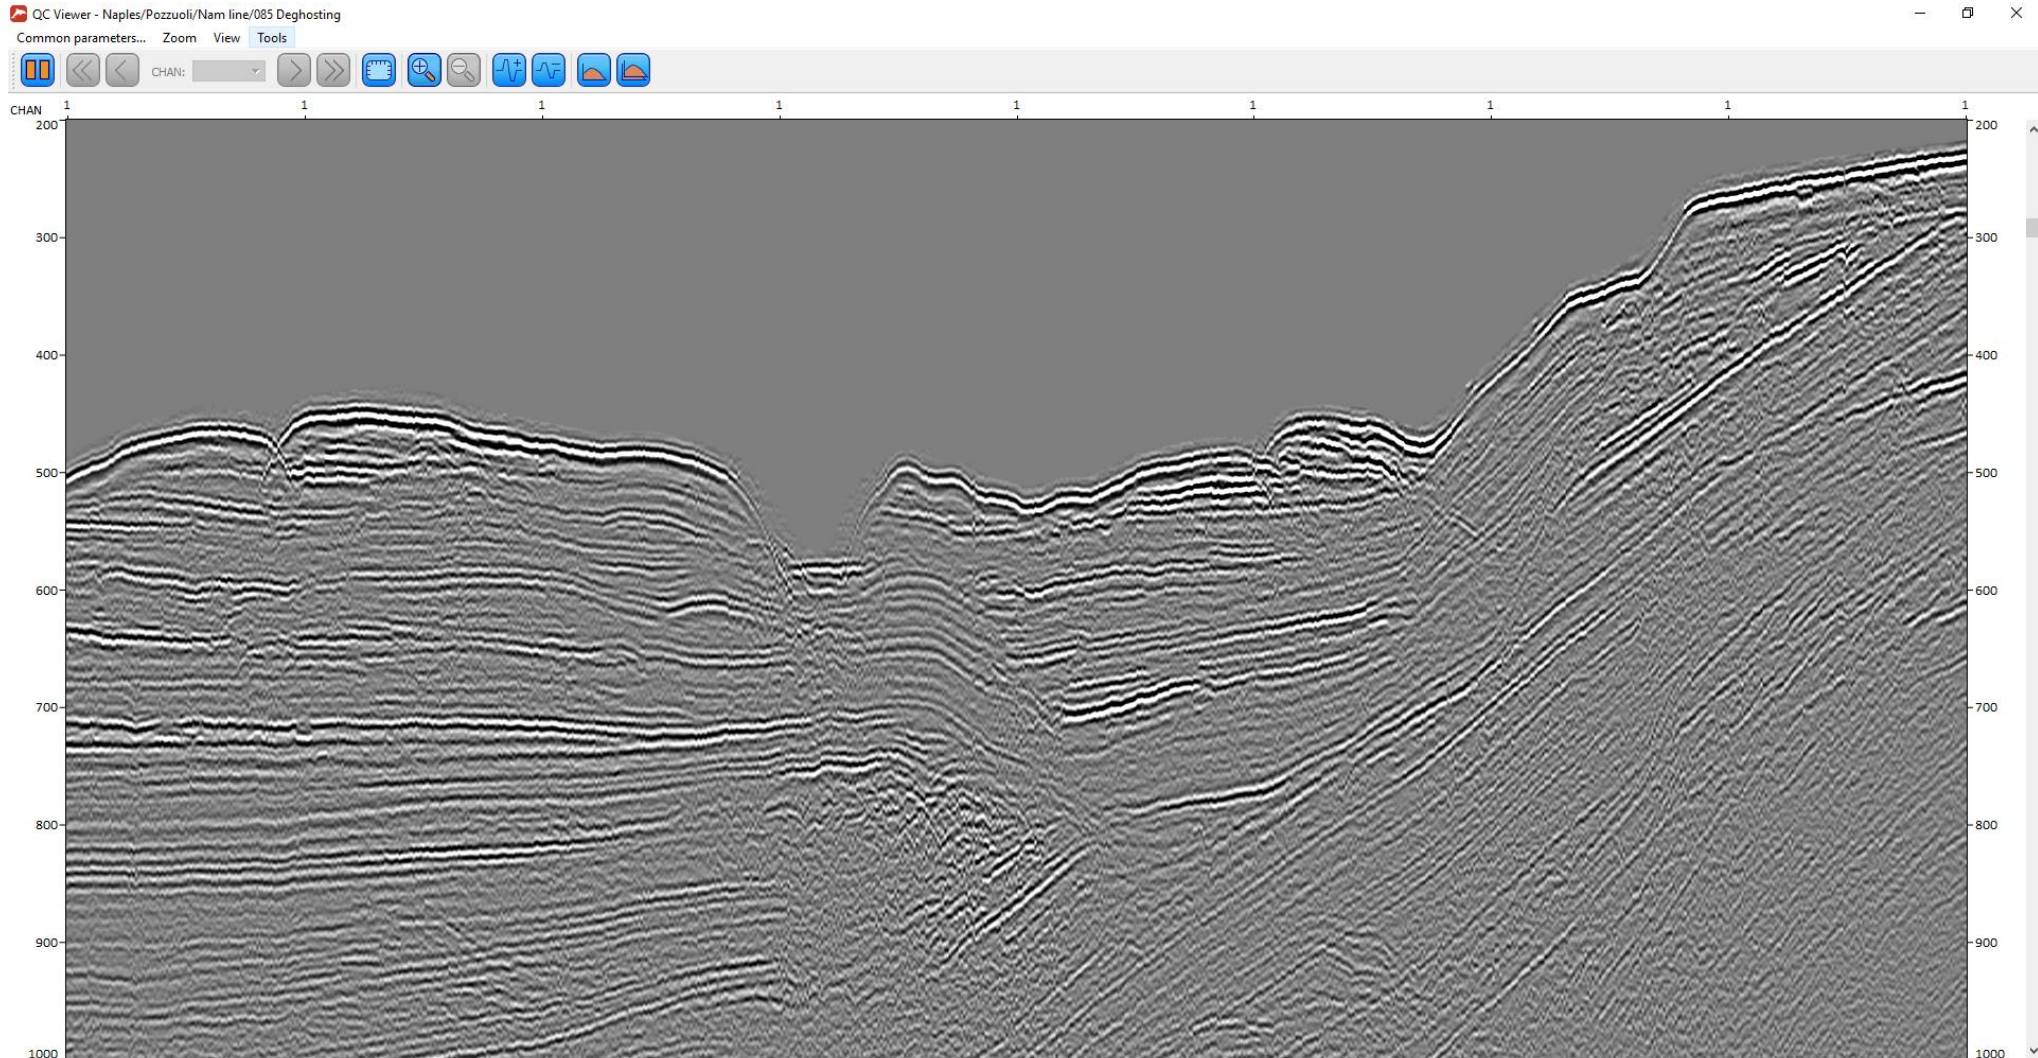 QC Viewer - Naples/Pozzuoli/Nam line/085 Deghosting
Common parameters... Zoom View Tools
CHAN:
CHAN 1 1 1 1 1 1 1 1 1
200 200
300 300
400 400
500 500
600 600
700 700
800 800
900 900
1000 1000